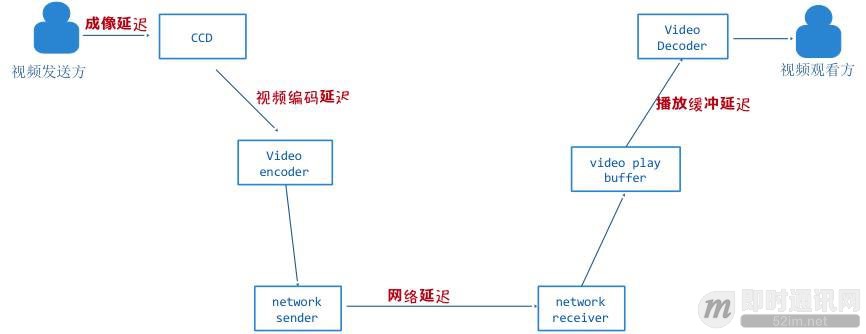 成像延迟
CCD
视频发送方
视频编码延迟
Video
encoder
network
sender
网络延迟
network
receiver
video play
buffer
播放缓冲延迟
Video
Decoder
视频观看方
即时通讯网
52im.net